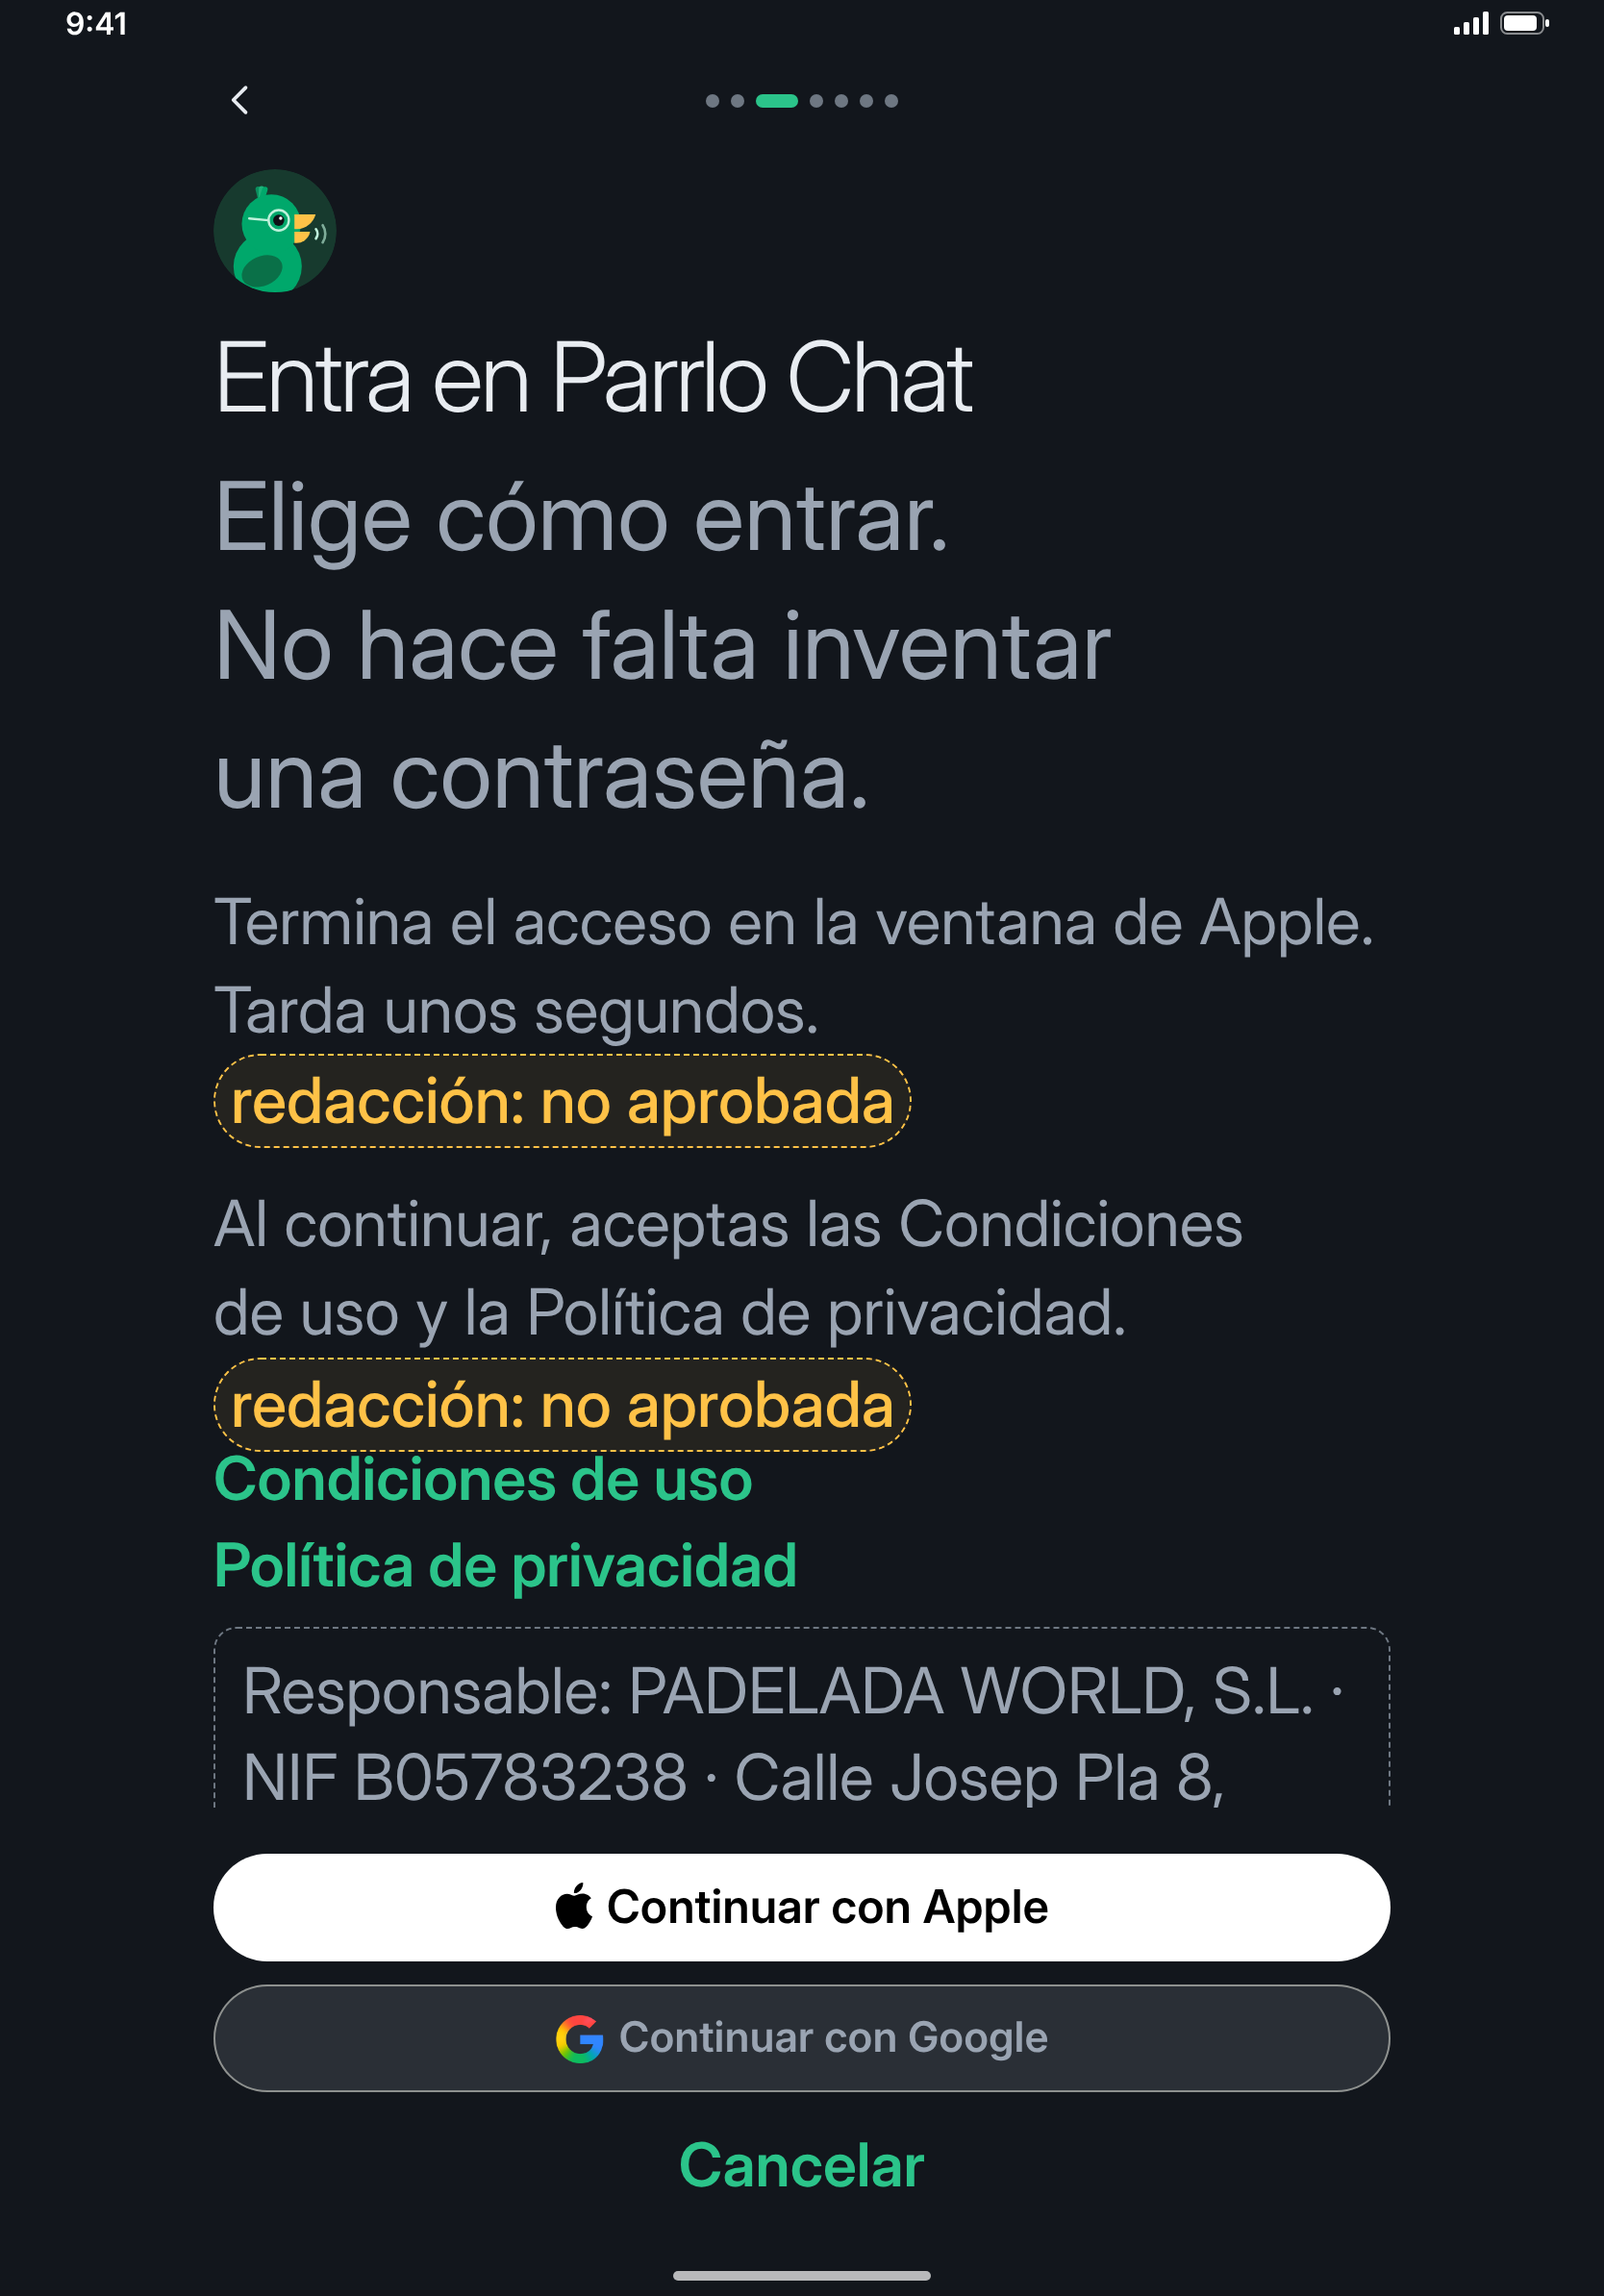 9:41
Entra en Parrlo Chat
Elige cómo entrar.
No hace falta inventar
una contraseña.
Termina el acceso en la ventana de Apple.
Tarda unos segundos.
redacción: no aprobada
Al continuar, aceptas las Condiciones
de uso y la Política de privacidad.
redacción: no aprobada
Condiciones de uso
Política de privacidad
Responsable: PADELADA WORLD, S.L. ·
NIF B05783238 · Calle Josep Pla 8,
Continuar con Apple
Continuar con Google
Cancelar